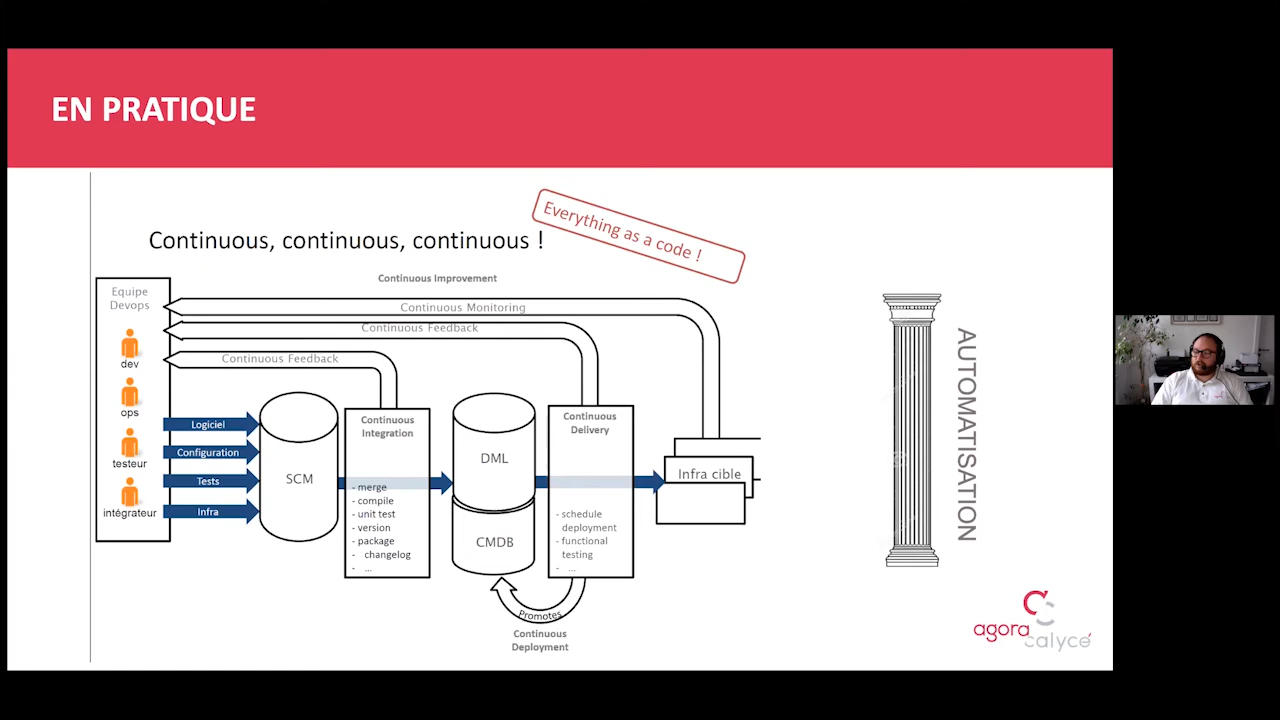 EN PRATIQUE
Everything as a code !
Continuous, continuous, continuous !
Continuous Improvement
Equipe
Devops
Continuous Monitoring
Continuous Feedback
Continuous Feedback
dev
ops
testeur
intégrateur
Logiciel
Configuration
Tests
Infra
SCM
Continuous
Integration
- merge
- compile
- unit test
- version
- package
- changelog
- ...
DML
CMDB
Continuous
Delivery
- schedule
deployment
- functional
testing
- ...
Promotes
Continuous
Deployment
Infra cible
AUTOMATISATION
agora
calycé